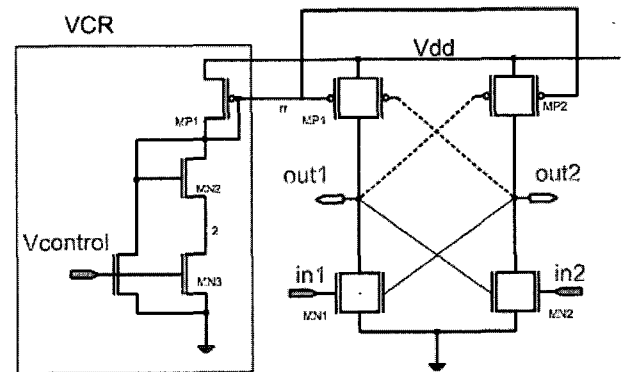 VCR
Vdd
MP1
rr
MP1
MP2
MN2
out1
out2
2
Vcontrol
MN3
in1
in2
MN1
MN2